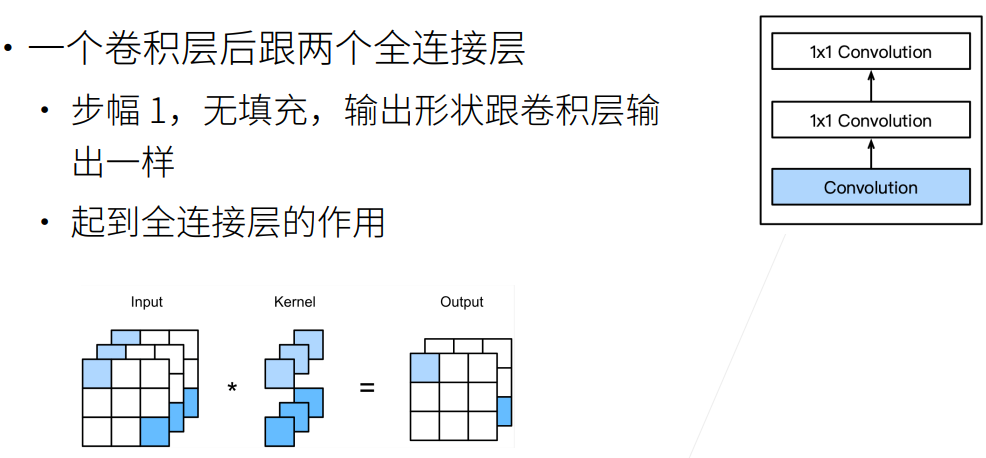 • 一个卷积层后跟两个全连接层
• 步幅 1，无填充，输出形状跟卷积层输
出一样
• 起到全连接层的作用
1x1 Convolution
1x1 Convolution
Convolution
Input
Kernel
Output
*
=